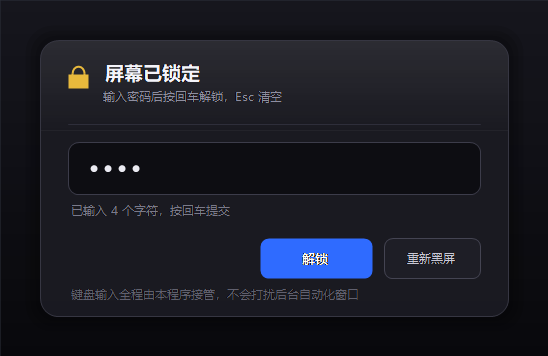 屏幕已锁定
输入密码后按回车解锁，Esc 清空
已输入 4 个字符，按回车提交
解锁
重新黑屏
键盘输入全程由本程序接管，不会打扰后台自动化窗口